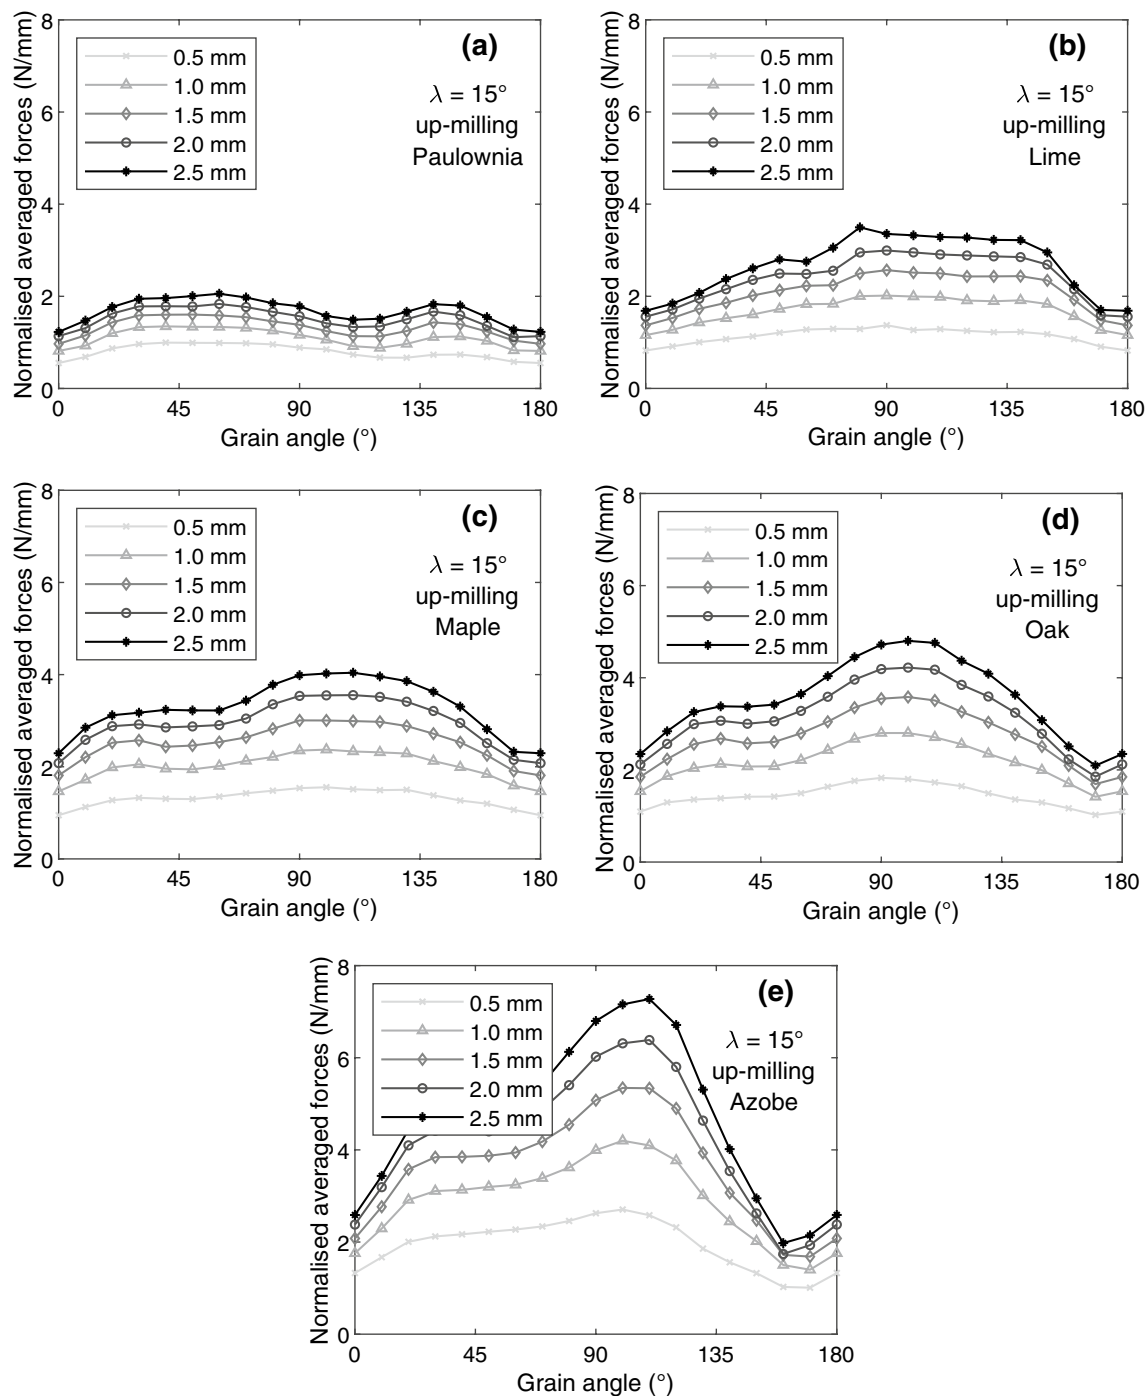 Normalised averaged forces (N/mm)
8
6
4
2
0
0.5 mm
1.0 mm
1.5 mm
2.0 mm
2.5 mm
(a)
λ = 15°
up-milling
Paulownia
0 45 90 135 180
Grain angle (°)
Normalised averaged forces (N/mm)
8
6
4
2
0
0.5 mm
1.0 mm
1.5 mm
2.0 mm
2.5 mm
(b)
λ = 15°
up-milling
Lime
0 45 90 135 180
Grain angle (°)
Normalised averaged forces (N/mm)
8
6
4
2
0
0.5 mm
1.0 mm
1.5 mm
2.0 mm
2.5 mm
(c)
λ = 15°
up-milling
Maple
0 45 90 135 180
Grain angle (°)
Normalised averaged forces (N/mm)
8
6
4
2
0
0.5 mm
1.0 mm
1.5 mm
2.0 mm
2.5 mm
(d)
λ = 15°
up-milling
Oak
0 45 90 135 180
Grain angle (°)
Normalised averaged forces (N/mm)
8
6
4
2
0
0.5 mm
1.0 mm
1.5 mm
2.0 mm
2.5 mm
(e)
λ = 15°
up-milling
Azobe
0 45 90 135 180
Grain angle (°)